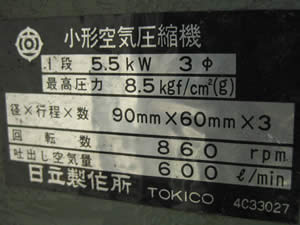 小形空気圧縮機
1段 5.5kW 3Φ
最高圧力 8.5kgf/cm²(g)
径×行程×数 90mm×60mm×3
回転数 860 rpm
吐出し空気量 600 ℓ/min
日立製作所 TOKICO 4C33027